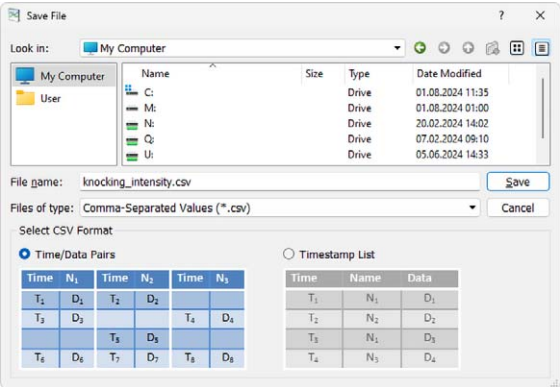 Save File
?
Look in:
My Computer
My Computer
User
Name Size Type Date Modified
C: Drive 01.08.2024 11:35
M: Drive 01.08.2024 01:00
N: Drive 20.02.2024 14:02
Q: Drive 07.02.2024 09:10
U: Drive 05.06.2024 14:33
File name: knocking_intensity.csv Save
Files of type: Comma-Separated Values (*.csv) Cancel
Select CSV Format
Time/Data Pairs
Time N₁ Time N₂ Time N₃
T₁ D₁ T₂ D₂
T₃ D₃ T₄ D₄
T₅ D₅
T₆ D₆ T₇ D₇ T₈ D₈
Timestamp List
Time Name Data
T₁ N₁ D₁
T₂ N₂ D₂
T₃ N₁ D₃
T₄ N₃ D₄